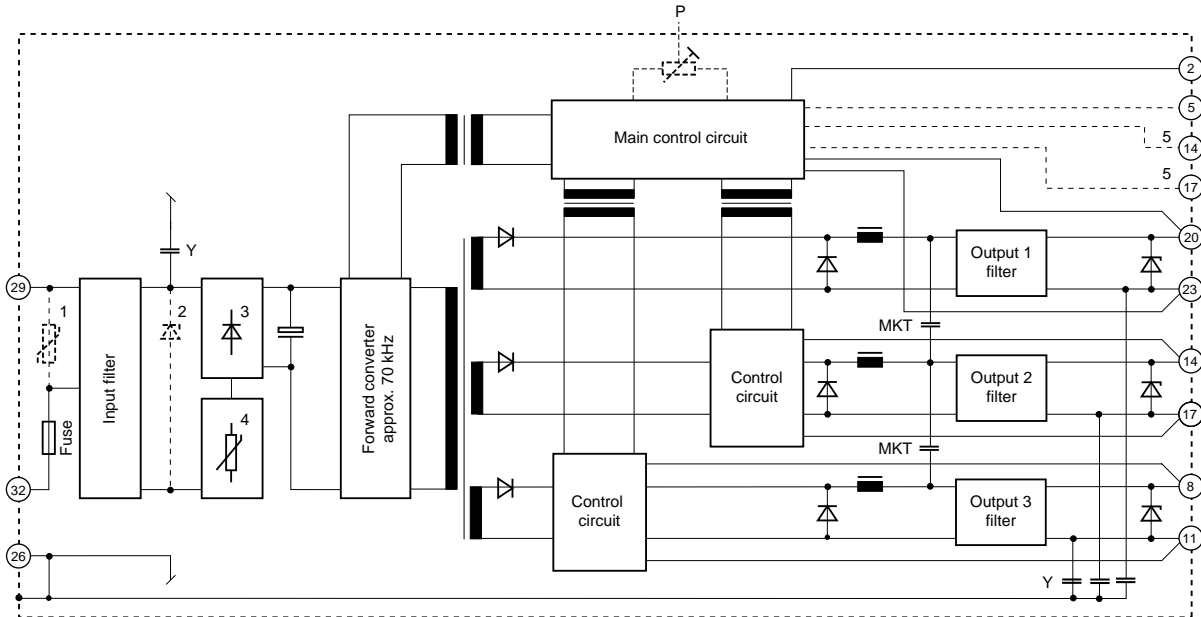 P
2
5
Main control circuit
5
14
5
17
Y
20
Output 1
filter
29
1
2
3
23
MKT
Input filter
Forward converter
approx. 70 kHz
Control
circuit
14
Output 2
filter
4
Fuse
17
MKT
32
8
Control
circuit
Output 3
filter
11
26
Y